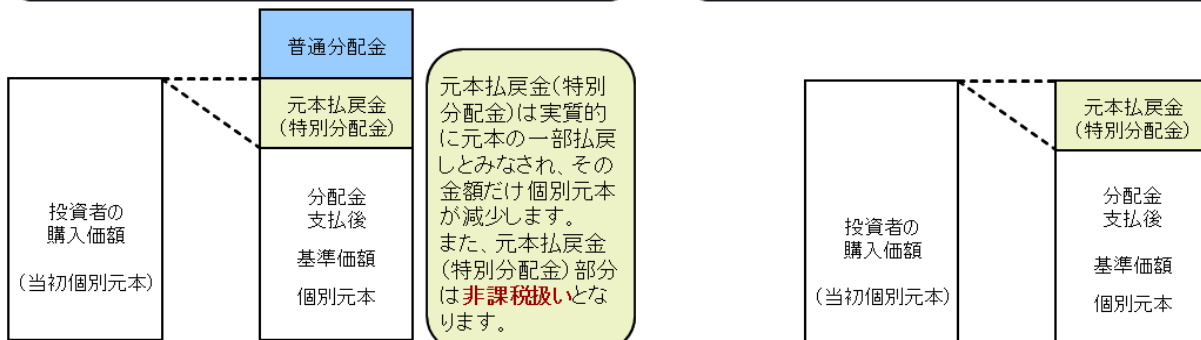 普通分配金
元本払戻金
(特別分配金)
投資者の
購入価額
(当初個別元本)
分配金
支払後
基準価額
個別元本
元本払戻金(特別
分配金)は実質的
に元本の一部払戻
しとみなされ、その
金額だけ個別元本
が減少します。
また、元本払戻金
(特別分配金)部分
は非課税扱いとな
ります。
元本払戻金
(特別分配金)
投資者の
購入価額
(当初個別元本)
分配金
支払後
基準価額
個別元本